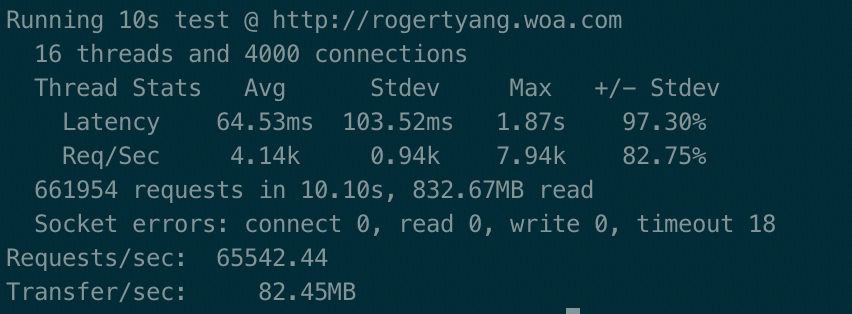 Running 10s test @ http://rogertyang.woa.com
  16 threads and 4000 connections
  Thread Stats   Avg      Stdev     Max   +/- Stdev
    Latency    64.53ms  103.52ms   1.87s    97.30%
    Req/Sec     4.14k     0.94k    7.94k    82.75%
  661954 requests in 10.10s, 832.67MB read
  Socket errors: connect 0, read 0, write 0, timeout 18
Requests/sec:  65542.44
Transfer/sec:     82.45MB